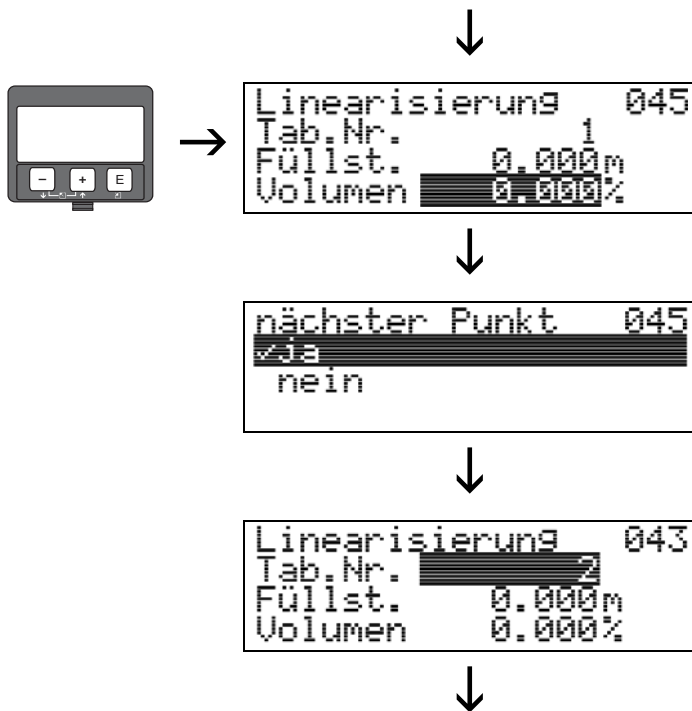 Linearisierung 045
Tab.Nr. 1
Füllst. 0.000m
Volumen 0.000%
- + E
nächster Punkt 045
✓ja
nein
Linearisierung 043
Tab.Nr. 2
Füllst. 0.000m
Volumen 0.000%